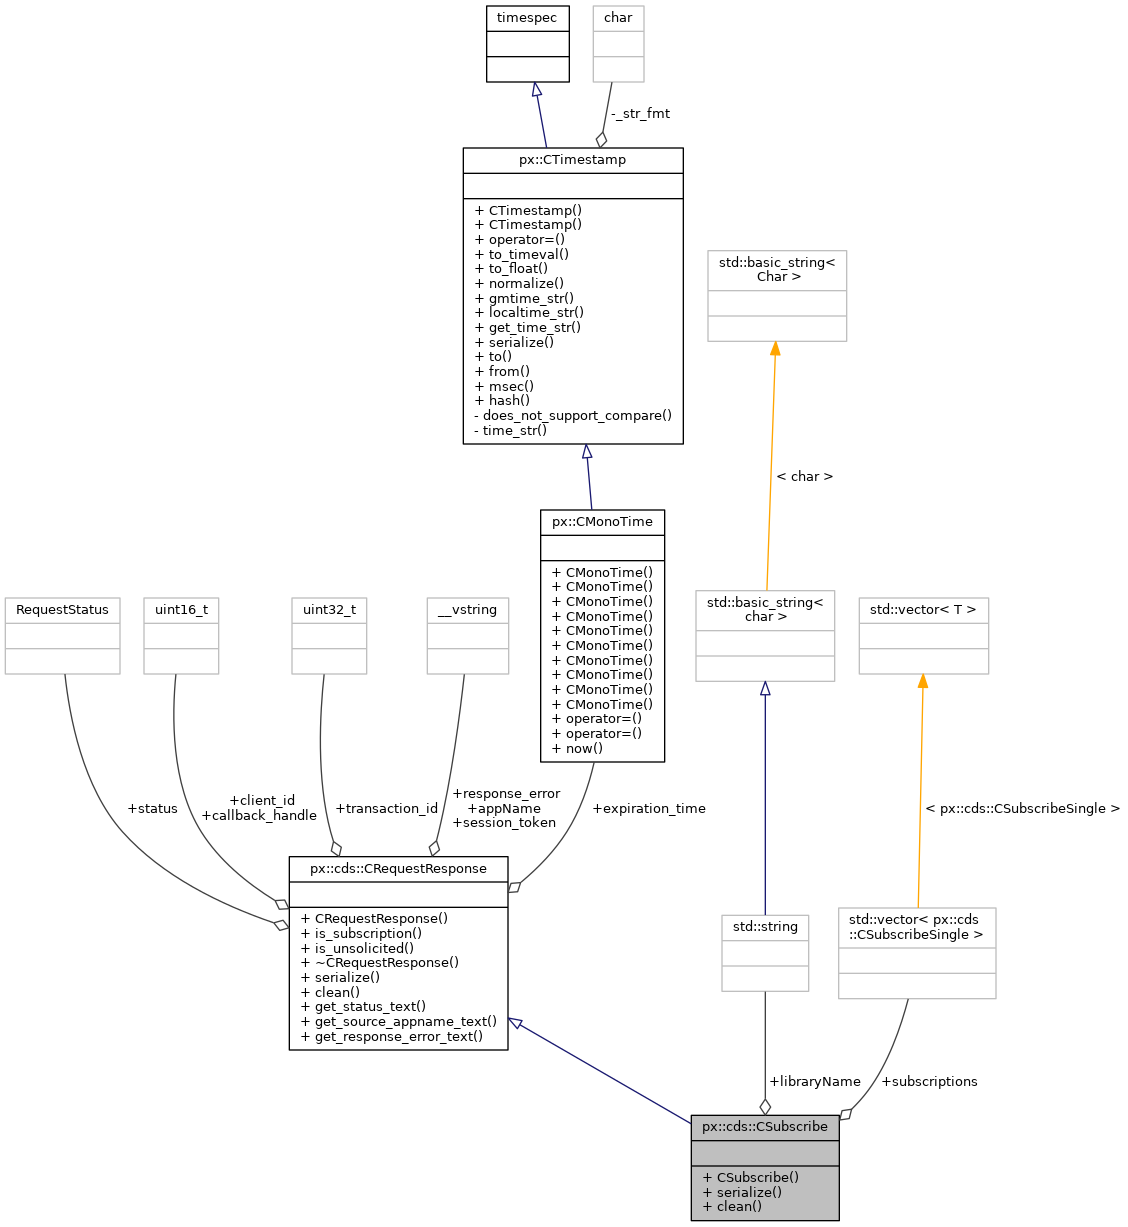 timespec
char
-_str_fmt
px::CTimestamp
+ CTimestamp()
+ CTimestamp()
+ operator=()
+ to_timeval()
+ to_float()
+ normalize()
+ gmtime_str()
+ localtime_str()
+ get_time_str()
+ serialize()
+ to()
+ from()
+ msec()
+ hash()
- does_not_support_compare()
- time_str()
std::basic_string<
Char >
< char >
px::CMonoTime
+ CMonoTime()
+ CMonoTime()
+ CMonoTime()
+ CMonoTime()
+ CMonoTime()
+ CMonoTime()
+ CMonoTime()
+ CMonoTime()
+ CMonoTime()
+ CMonoTime()
+ operator=()
+ operator=()
+ now()
RequestStatus
uint16_t
uint32_t
__vstring
std::basic_string<
char >
std::vector< T >
+status
+client_id
+callback_handle
+transaction_id
+response_error
+appName
+session_token
+expiration_time
< px::cds::CSubscribeSingle >
px::cds::CRequestResponse
+ CRequestResponse()
+ is_subscription()
+ is_unsolicited()
+ ~CRequestResponse()
+ serialize()
+ clean()
+ get_status_text()
+ get_source_appname_text()
+ get_response_error_text()
std::string
std::vector< px::cds
::CSubscribeSingle >
+libraryName
+subscriptions
px::cds::CSubscribe
+ CSubscribe()
+ serialize()
+ clean()